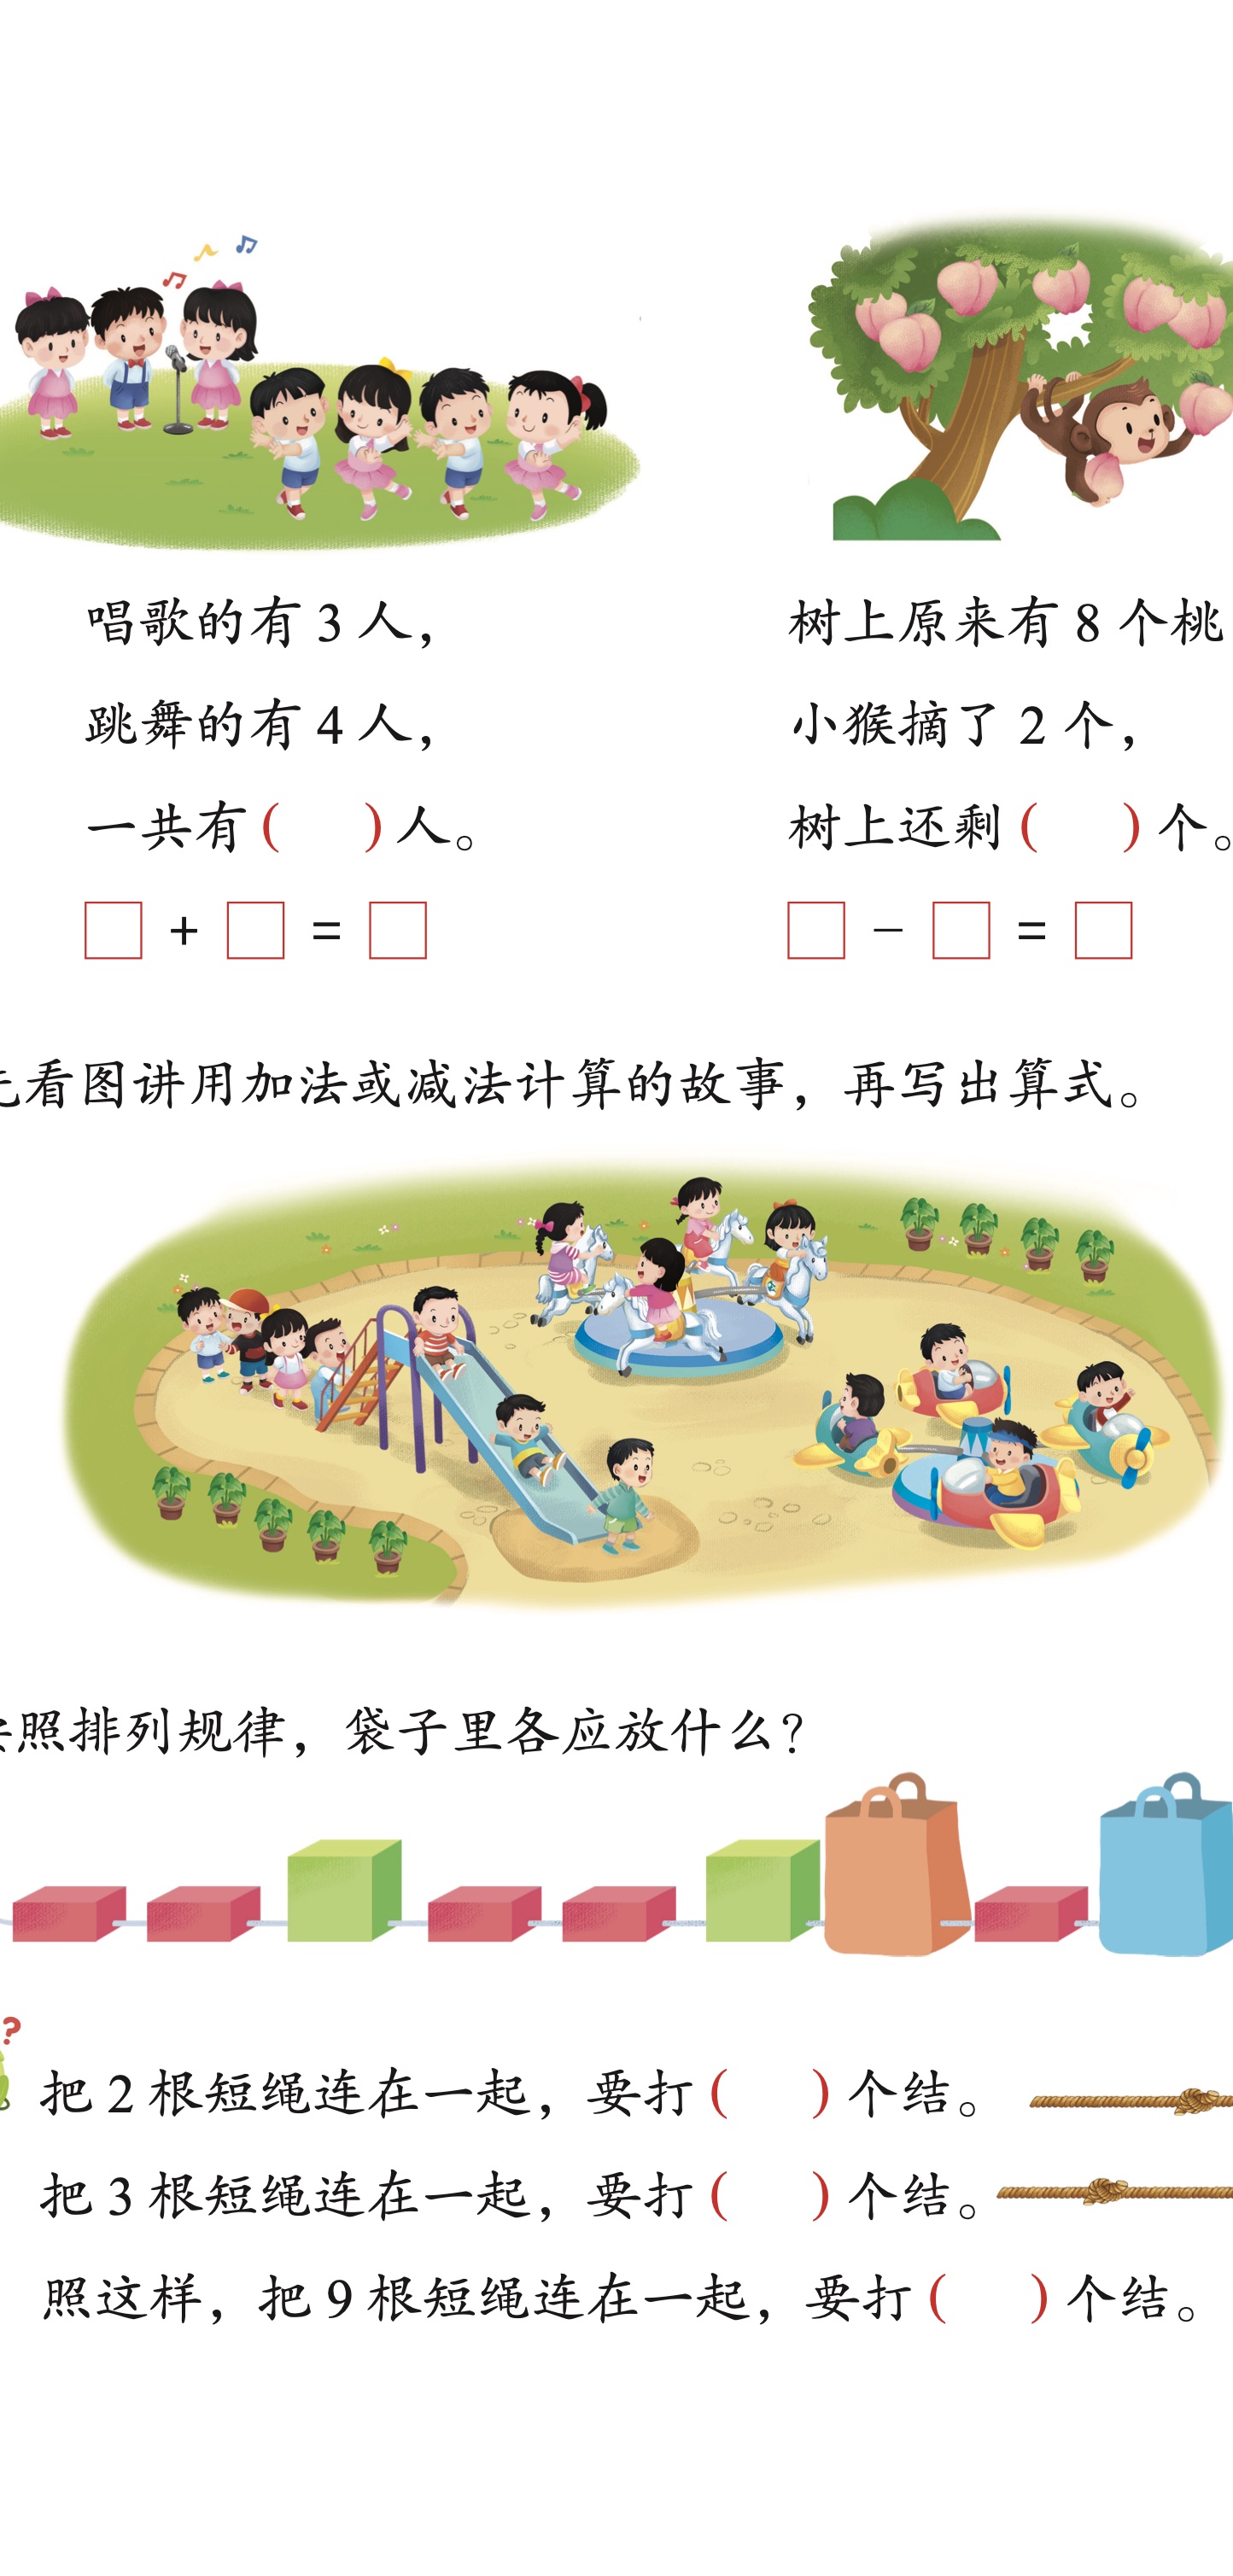 唱歌的有 3 人，
跳舞的有 4 人，
一共有（ ）人。
□ + □ = □
树上原来有 8 个桃
小猴摘了 2 个，
树上还剩（ ）个。
□ − □ = □
看图讲用加法或减法计算的故事，再写出算式。
照排列规律，袋子里各应放什么？
?
把 2 根短绳连在一起，要打（ ）个结。
把 3 根短绳连在一起，要打（ ）个结。
照这样，把 9 根短绳连在一起，要打（ ）个结。